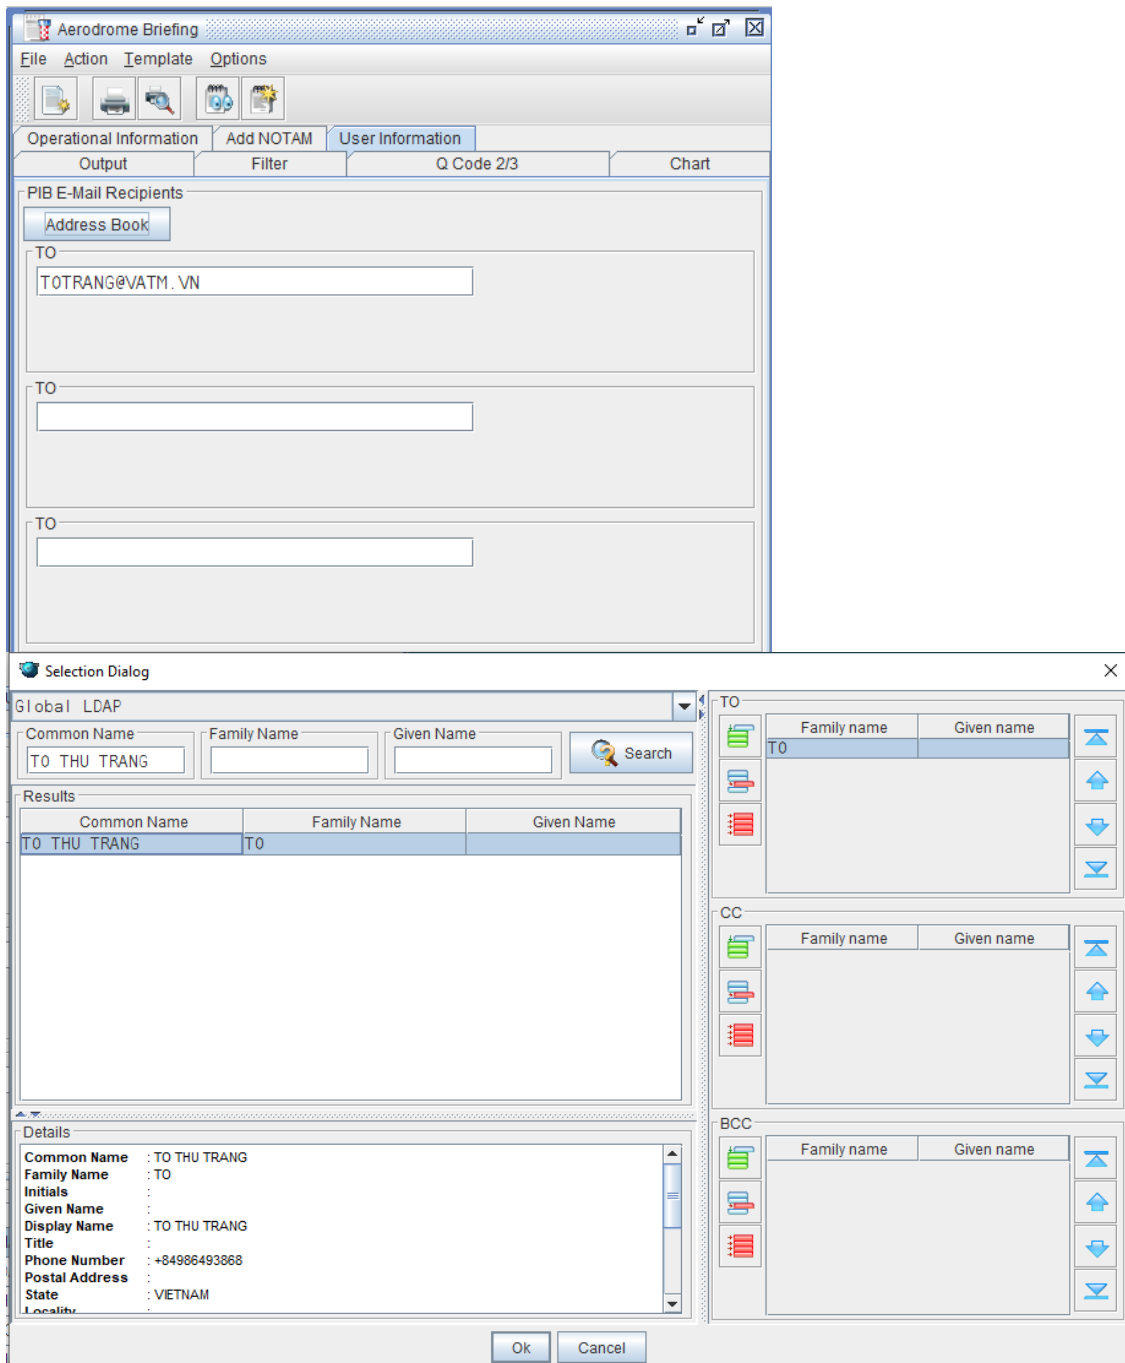 Aerodrome Briefing
File Action Template Options
Operational Information Add NOTAM User Information
Output Filter Q Code 2/3 Chart
PIB E-Mail Recipients
Address Book
TO
TOTRANG@VATM.VN
TO
TO
Selection Dialog
Global LDAP
Common Name Family Name Given Name
TO THU TRANG Search
Results
Common Name Family Name Given Name
TO THU TRANG TO
Details
Common Name : TO THU TRANG
Family Name : TO
Initials :
Given Name :
Display Name : TO THU TRANG
Title :
Phone Number : +84986493868
Postal Address :
State : VIETNAM
Locality :
TO
Family name Given name
TO
CC
Family name Given name
BCC
Family name Given name
Ok Cancel